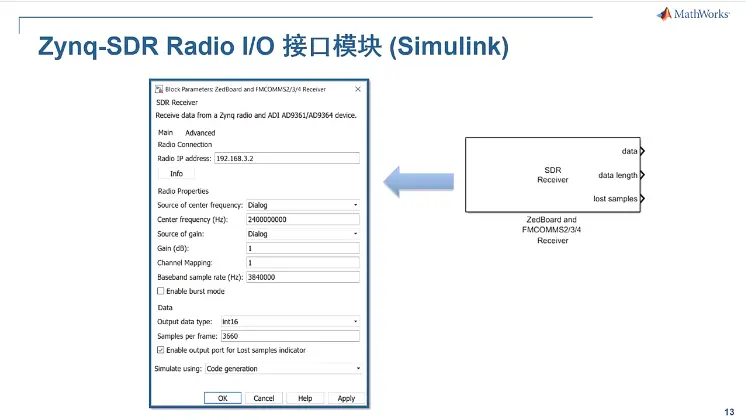 MathWorks
Zynq-SDR Radio I/O 接口模块 (Simulink)
Block Parameters: ZedBoard and FMCOMMS2/3/4 Receiver
SDR Receiver
Receive data from a Zynq radio and ADI AD9361/AD9364 device.
Main Advanced
Radio Connection
Radio IP address: 192.168.3.2
Info
Radio Properties
Source of center frequency: Dialog
Center frequency (Hz): 2400000000
Source of gain: Dialog
Gain (dB): 1
Channel Mapping: 1
Baseband sample rate (Hz): 3840000
Enable burst mode
Data
Output data type: int16
Samples per frame: 3660
Enable output port for Lost samples indicator
Simulate using: Code generation
OK Cancel Help Apply
data
SDR
Receiver
data length
lost samples
ZedBoard and
FMCOMMS2/3/4
Receiver
13